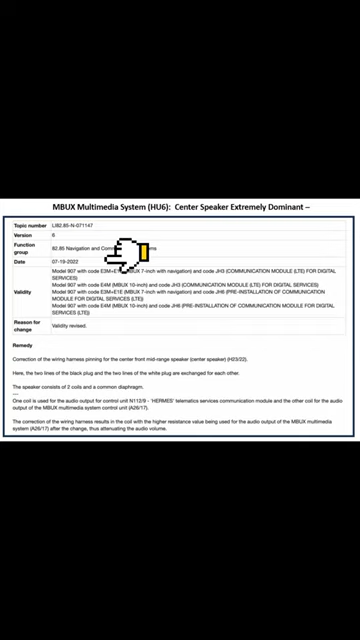 MBUX Multimedia System (HU6): Center Speaker Extremely Dominant –
Topic number LI82.85-N-071147
Version 6
Function group 82.85 Navigation and Comm
Date 07-19-2022
Validity
Model 907 with code E3M+E1E (MBUX 7-inch with navigation) and code JH3 (COMMUNICATION MODULE (LTE) FOR DIGITAL
SERVICES)
Model 907 with code E4M (MBUX 10-inch) and code JH3 (COMMUNICATION MODULE (LTE) FOR DIGITAL SERVICES)
Model 907 with code E3M+E1E (MBUX 7-inch with navigation) and code JH6 (PRE-INSTALLATION OF COMMUNICATION
MODULE FOR DIGITAL SERVICES (LTE))
Model 907 with code E4M (MBUX 10-inch) and code JH6 (PRE-INSTALLATION OF COMMUNICATION MODULE FOR DIGITAL
SERVICES (LTE))
Reason for change Validity revised.
Remedy
Correction of the wiring harness pinning for the center front mid-range speaker (center speaker) (H23/22).
Here, the two lines of the black plug and the two lines of the white plug are exchanged for each other.
The speaker consists of 2 coils and a common diaphragm.
—
One coil is used for the audio output for control unit N112/9 - 'HERMES' telematics services communication module and the other coil for the audio
output of the MBUX multimedia system control unit (A26/17).
The correction of the wiring harness results in the coil with the higher resistance value being used for the audio output of the MBUX multimedia
system (A26/17) after the change, thus attenuating the audio volume.